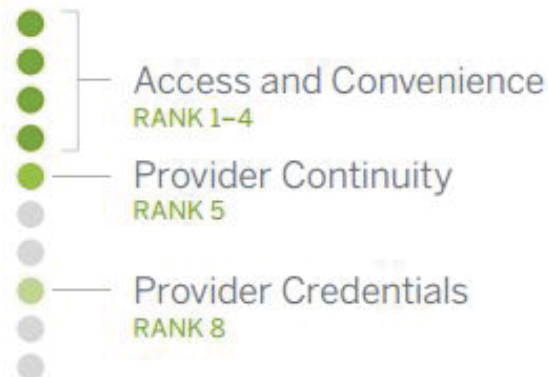 Access and Convenience
RANK 1–4
Provider Continuity
RANK 5
Provider Credentials
RANK 8